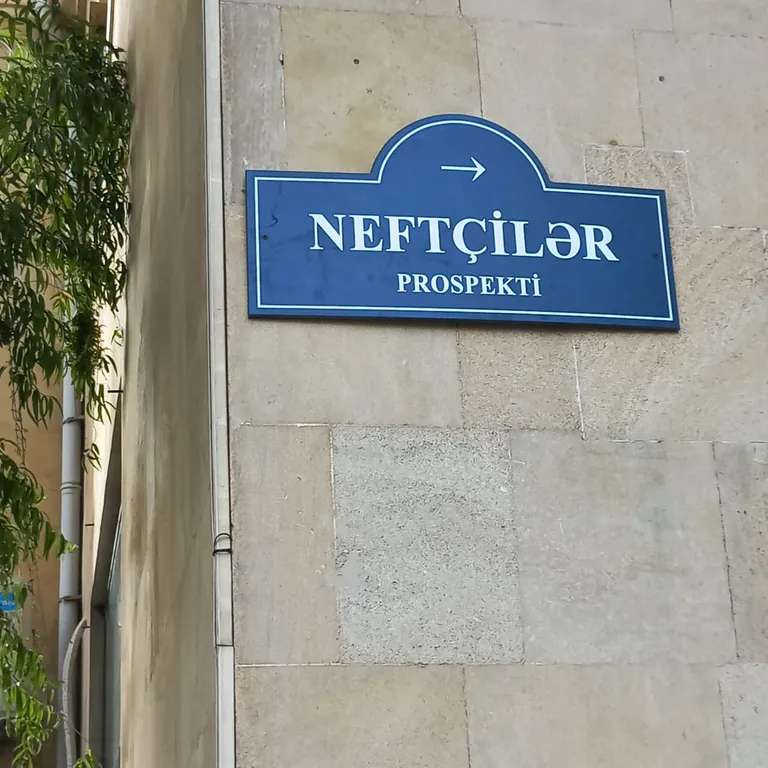 →
NEFTÇİLƏR
PROSPEKTİ